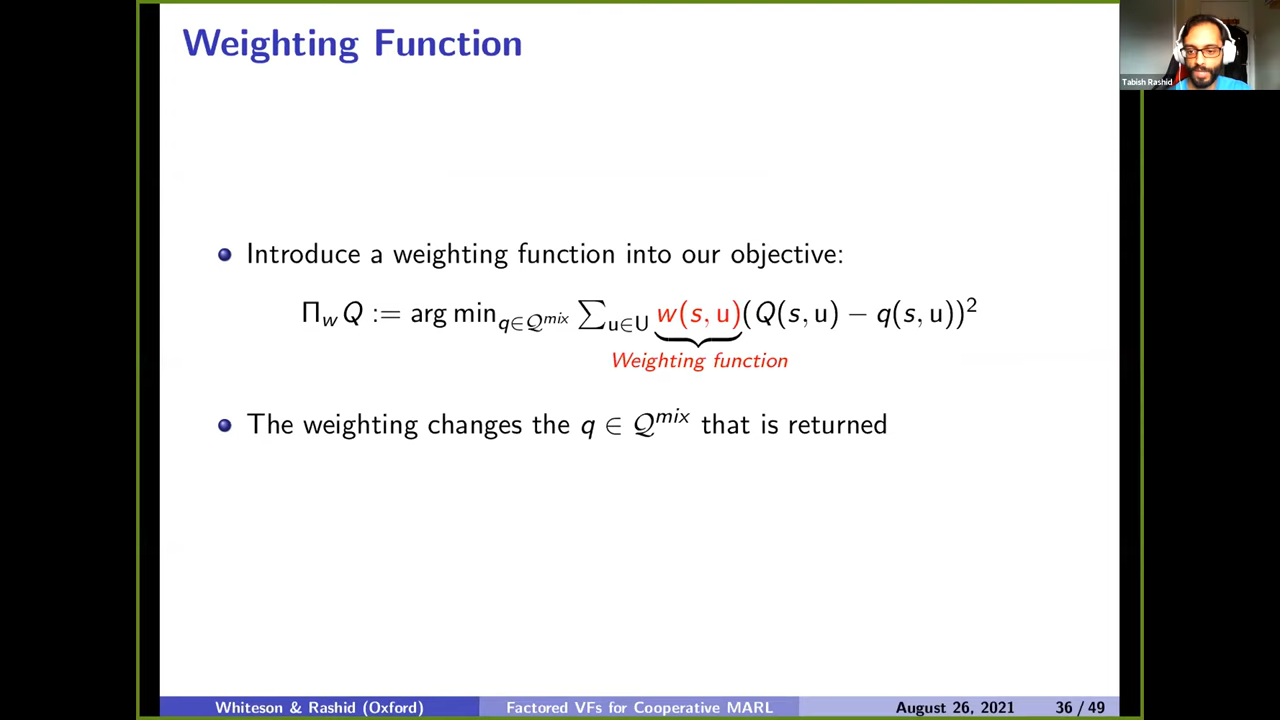 Weighting Function
Tabish Rashid
Introduce a weighting function into our objective:
Π_w Q := arg min_{q∈𝒬^{mix}} ∑_{u∈U} w(s, u)(Q(s, u) − q(s, u))²
Weighting function
The weighting changes the q ∈ 𝒬^{mix} that is returned
Whiteson & Rashid (Oxford) Factored VFs for Cooperative MARL August 26, 2021 36 / 49